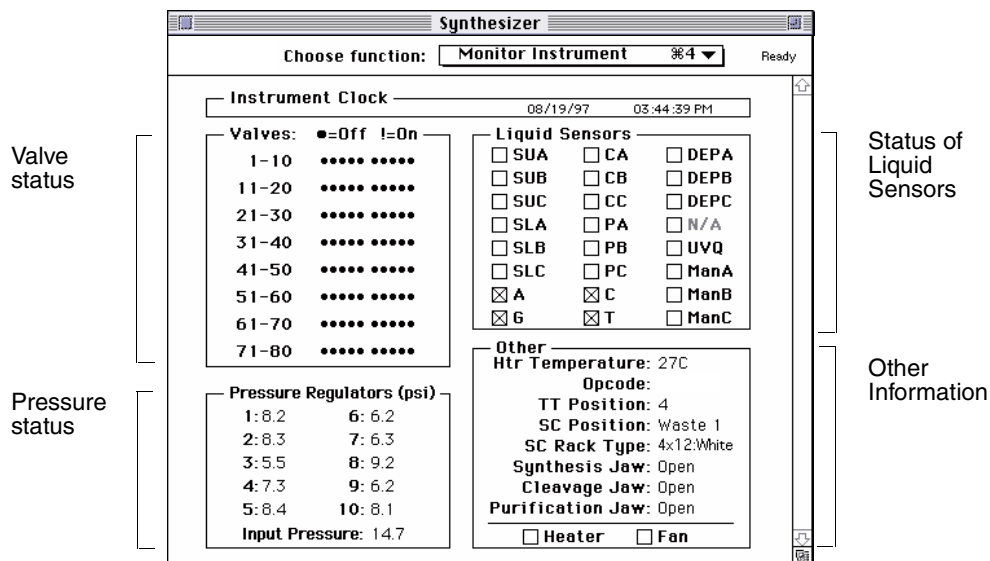 Synthesizer
Choose function: Monitor Instrument ⌘4 ▼ Ready
Instrument Clock
08/19/97 03:44:39 PM
Valve status
Valves: ●=Off !=On
1-10 ●●●●● ●●●●●
11-20 ●●●●● ●●●●●
21-30 ●●●●● ●●●●●
31-40 ●●●●● ●●●●●
41-50 ●●●●● ●●●●●
51-60 ●●●●● ●●●●●
61-70 ●●●●● ●●●●●
71-80 ●●●●● ●●●●●
Liquid Sensors
SUA CA DEPA
SUB CB DEPB
SUC CC DEPC
SLA PA N/A
SLB PB UVQ
SLC PC ManA
A C ManB
G T ManC
Status of
Liquid
Sensors
Pressure
status
Pressure Regulators (psi)
1: 8.2 6: 6.2
2: 8.3 7: 6.3
3: 5.5 8: 9.2
4: 7.3 9: 6.2
5: 8.4 10: 8.1
Input Pressure: 14.7
Other
Htr Temperature: 27C
Opcode:
TT Position: 4
SC Position: Waste 1
SC Rack Type: 4x12:White
Synthesis Jaw: Open
Cleavage Jaw: Open
Purification Jaw: Open
Heater Fan
Other
Information